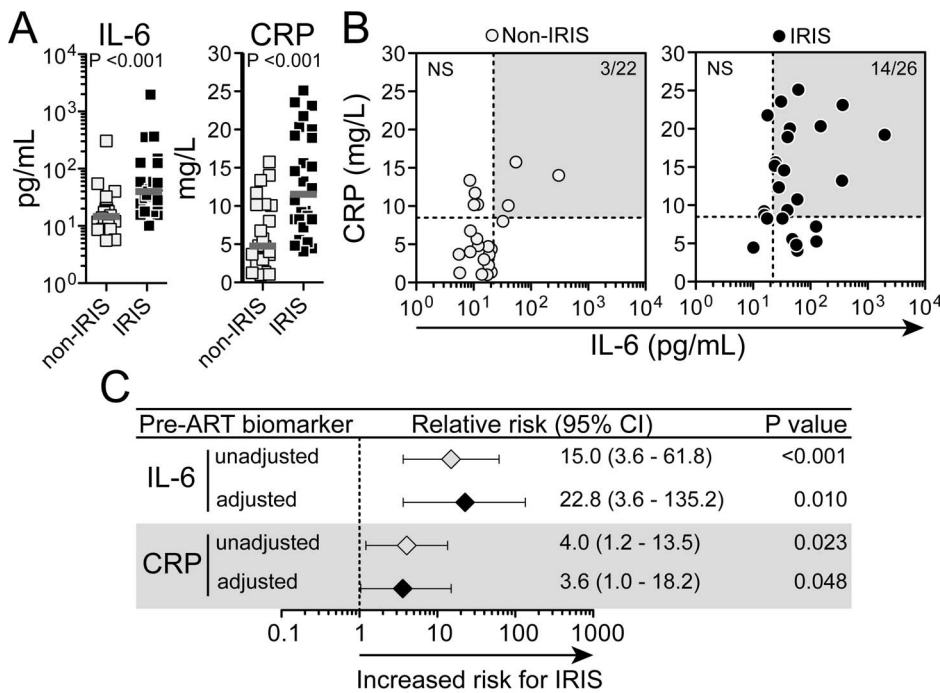 A
IL-6
P <0.001
pg/mL
10⁴
10³
10²
10¹
10⁰
non-IRIS
IRIS
CRP
P <0.001
mg/L
30
25
20
15
10
5
0
non-IRIS
IRIS
B
Non-IRIS
NS
3/22
CRP (mg/L)
30
25
20
15
10
5
0
10⁰ 10¹ 10² 10³ 10⁴
IRIS
NS
14/26
30
25
20
15
10
5
0
10⁰ 10¹ 10² 10³ 10⁴
IL-6 (pg/mL)
C
Pre-ART biomarker Relative risk (95% CI) P value
IL-6
unadjusted 15.0 (3.6 - 61.8) <0.001
adjusted 22.8 (3.6 - 135.2) 0.010
CRP
unadjusted 4.0 (1.2 - 13.5) 0.023
adjusted 3.6 (1.0 - 18.2) 0.048
0.1 1 10 100 1000
Increased risk for IRIS